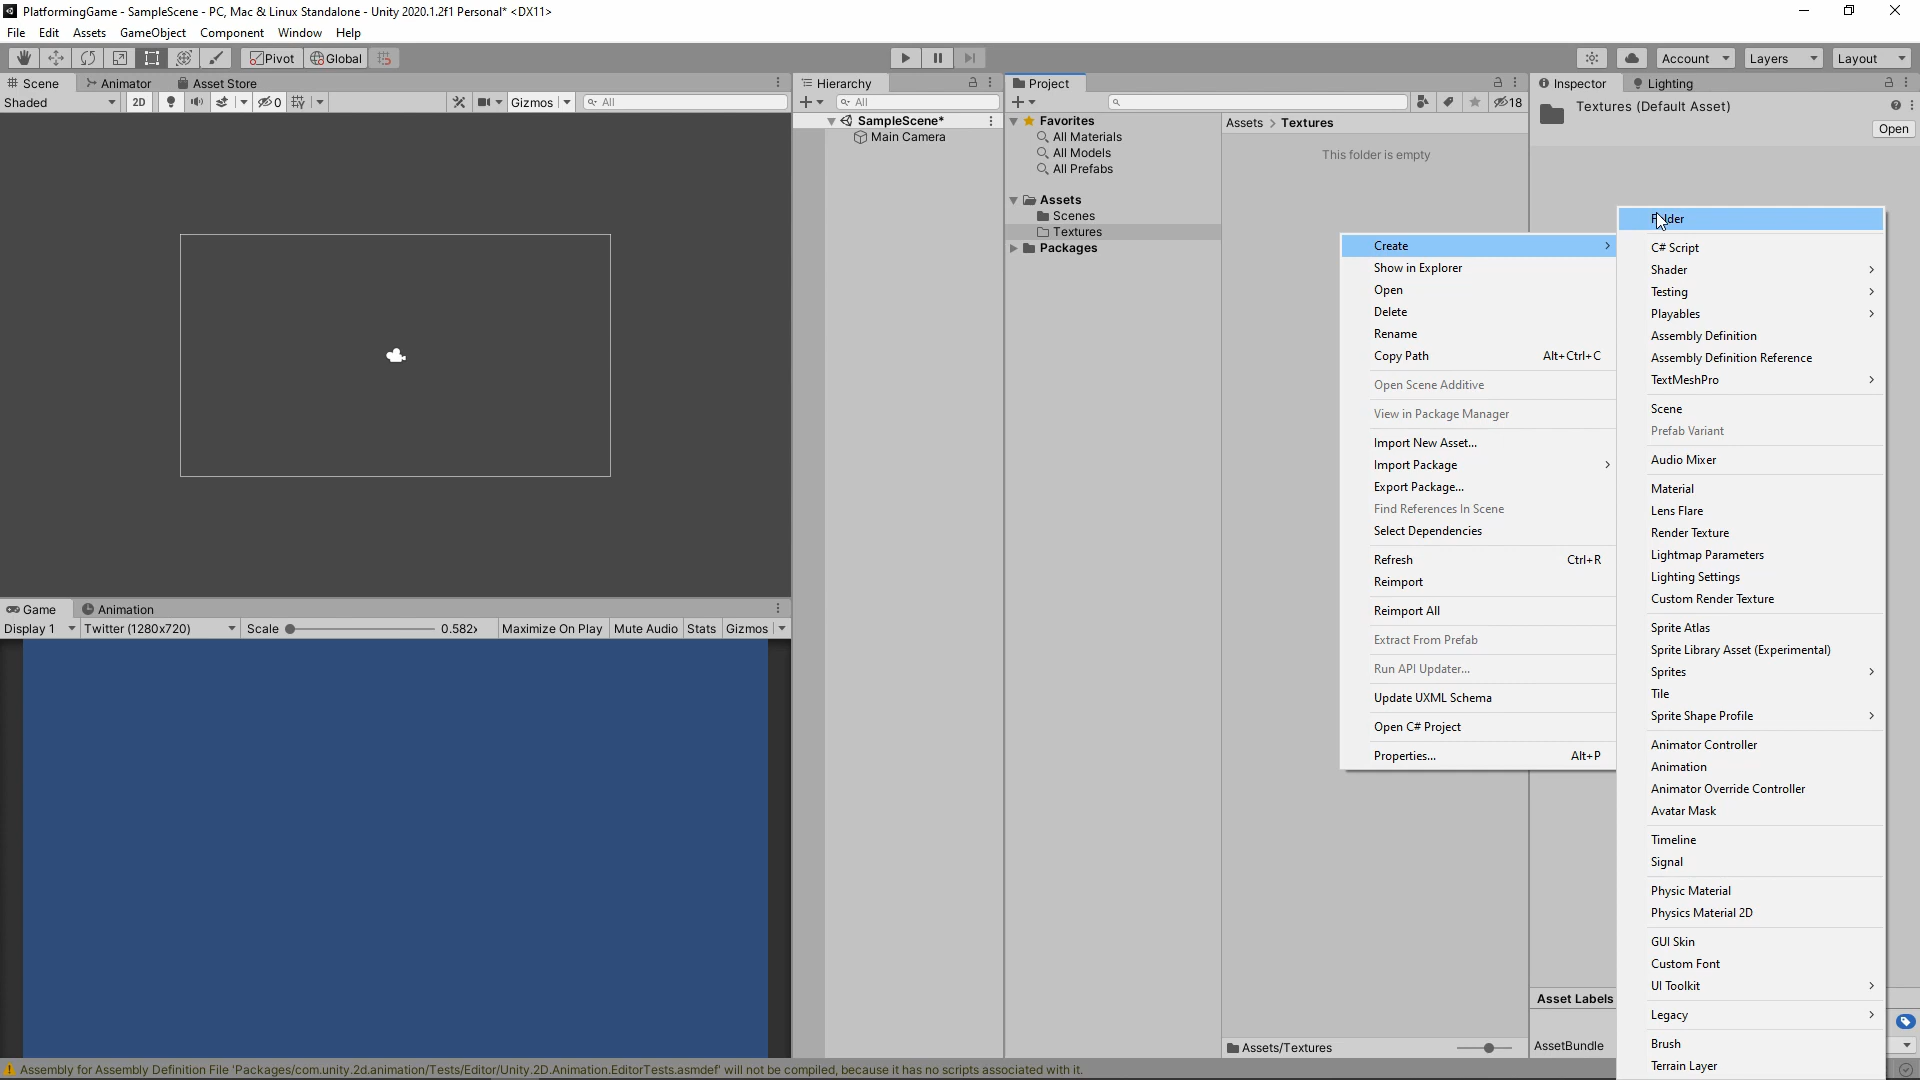 PlatformingGame - SampleScene - PC, Mac & Linux Standalone - Unity 2020.1.2f1 Personal* <DX11>
File Edit Assets GameObject Component Window Help
Pivot Global Account Layers Layout
Scene Animator Asset Store
Shaded 2D 0 Gizmos All
Hierarchy
All
SampleScene*
Main Camera
Project
18
Favorites
All Materials
All Models
All Prefabs
Assets
Scenes
Textures
Packages
Assets > Textures
This folder is empty
Inspector Lighting
Textures (Default Asset)
Open
Create
Show in Explorer
Open
Delete
Rename
Copy Path Alt+Ctrl+C
Open Scene Additive
View in Package Manager
Import New Asset...
Import Package
Export Package...
Find References In Scene
Select Dependencies
Refresh Ctrl+R
Reimport
Reimport All
Extract From Prefab
Run API Updater...
Update UXML Schema
Open C# Project
Properties... Alt+P
Folder
C# Script
Shader
Testing
Playables
Assembly Definition
Assembly Definition Reference
TextMeshPro
Scene
Prefab Variant
Audio Mixer
Material
Lens Flare
Render Texture
Lightmap Parameters
Lighting Settings
Custom Render Texture
Sprite Atlas
Sprite Library Asset (Experimental)
Sprites
Tile
Sprite Shape Profile
Animator Controller
Animation
Animator Override Controller
Avatar Mask
Timeline
Signal
Physic Material
Physics Material 2D
GUI Skin
Custom Font
UI Toolkit
Legacy
Brush
Terrain Layer
Game Animation
Display 1 Twitter (1280x720) Scale 0.582x Maximize On Play Mute Audio Stats Gizmos
Assets/Textures
Asset Labels
AssetBundle
Assembly for Assembly Definition File 'Packages/com.unity.2d.animation/Tests/Editor/Unity.2D.Animation.EditorTests.asmdef' will not be compiled, because it has no scripts associated with it.